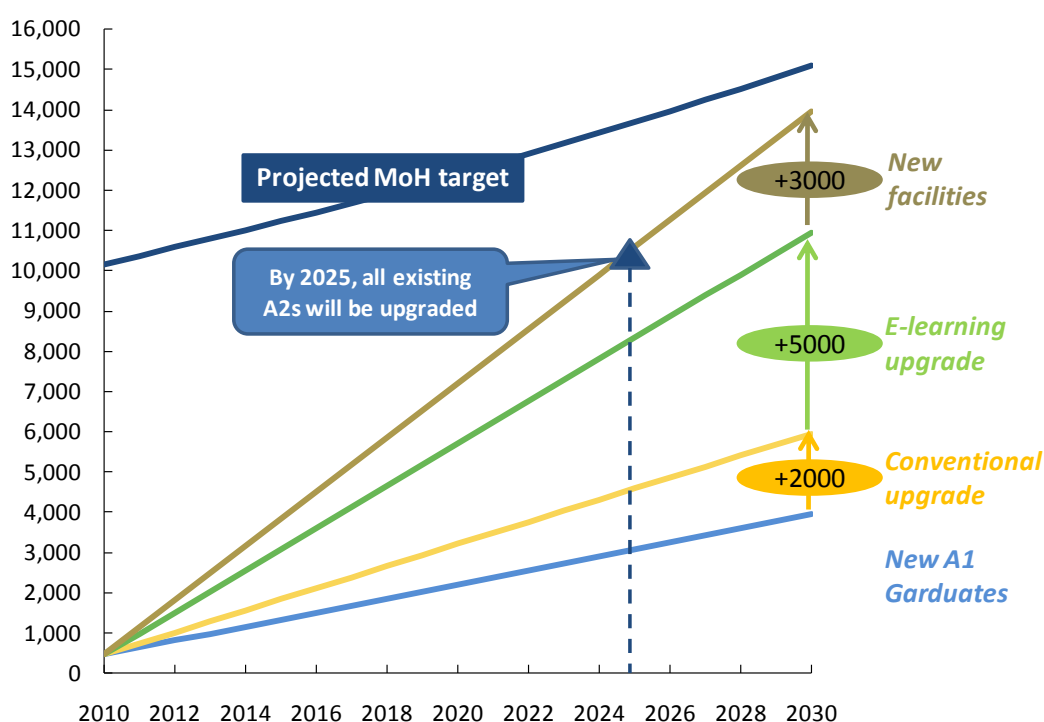 16,000
15,000
14,000
13,000
12,000
11,000
10,000
9,000
8,000
7,000
6,000
5,000
4,000
3,000
2,000
1,000
0
Projected MoH target
By 2025, all existing
A2s will be upgraded
+3000
New
facilities
+5000
E-learning
upgrade
+2000
Conventional
upgrade
New A1
Garduates
2010 2012 2014 2016 2018 2020 2022 2024 2026 2028 2030